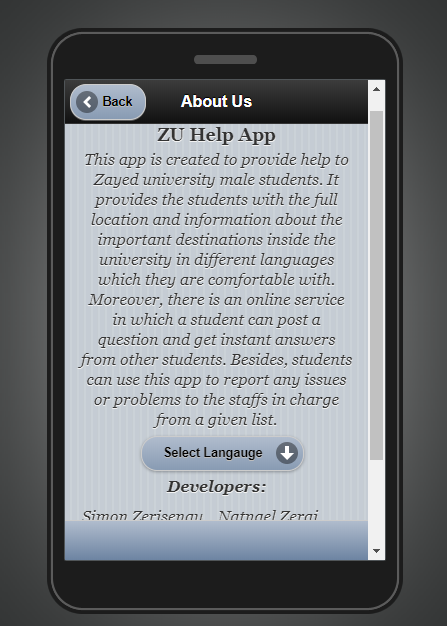 Back
About Us
ZU Help App
This app is created to provide help to
Zayed university male students. It
provides the students with the full
location and information about the
important destinations inside the
university in different languages
which they are comfortable with.
Moreover, there is an online service
in which a student can post a
question and get instant answers
from other students. Besides, students
can use this app to report any issues
or problems to the staffs in charge
from a given list.
Select Langauge
Developers:
Simon Zerisenay Natnael Zerai